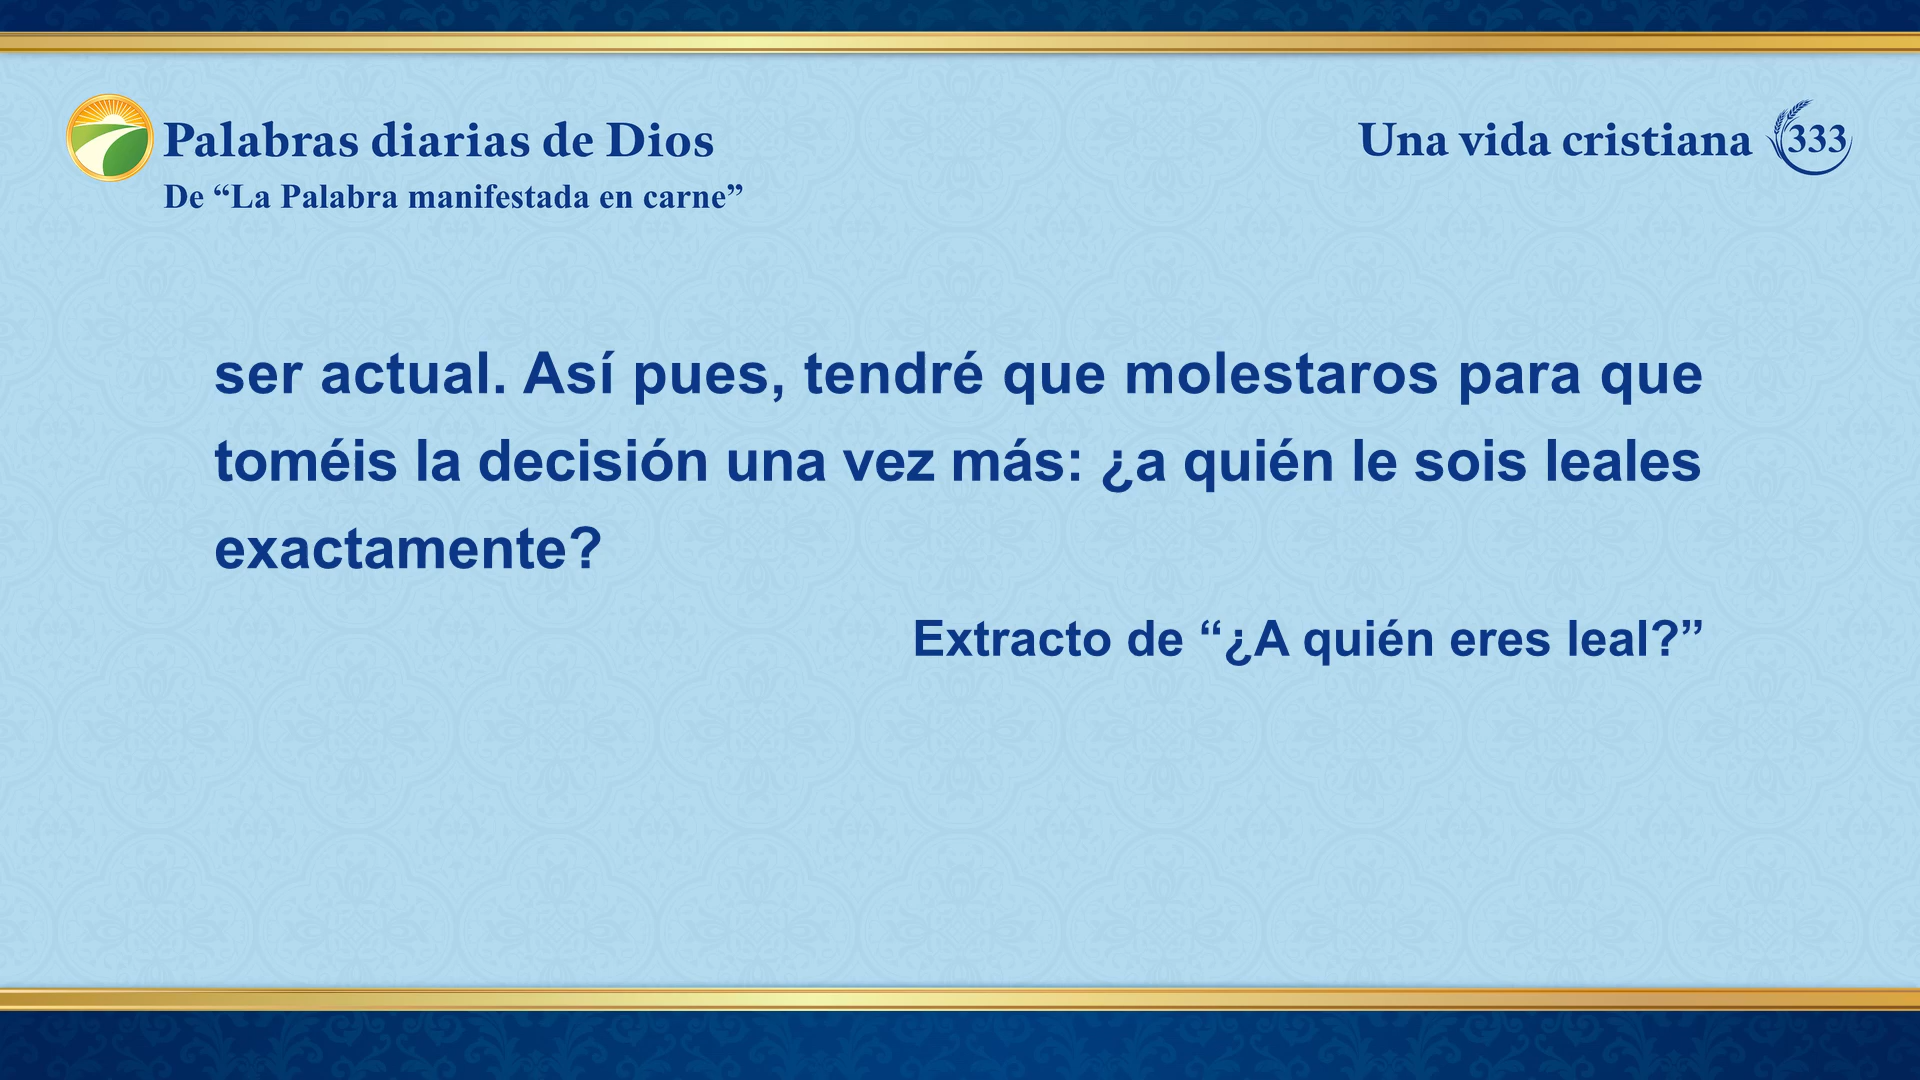 Palabras diarias de Dios
De “La Palabra manifestada en carne”
Una vida cristiana 333
ser actual. Así pues, tendré que molestaros para que
toméis la decisión una vez más: ¿a quién le sois leales
exactamente?
Extracto de “¿A quién eres leal?”